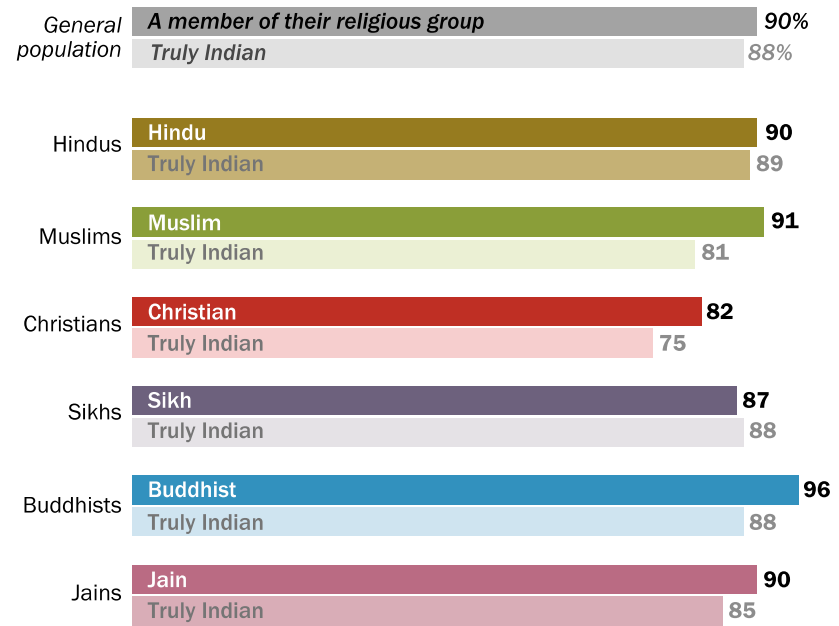 General
population
A member of their religious group 90%
Truly Indian 88%
Hindus
Hindu 90
Truly Indian 89
Muslims
Muslim 91
Truly Indian 81
Christians
Christian 82
Truly Indian 75
Sikhs
Sikh 87
Truly Indian 88
Buddhists
Buddhist 96
Truly Indian 88
Jains
Jain 90
Truly Indian 85